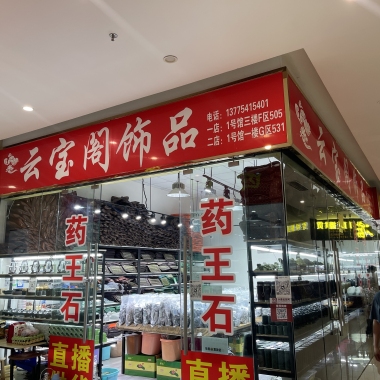 云宝阁饰品
电话：13775415401
一店：1号馆三楼F区505
二店：1号馆一楼G区531
云宝
药王石
药王石
直播
直播